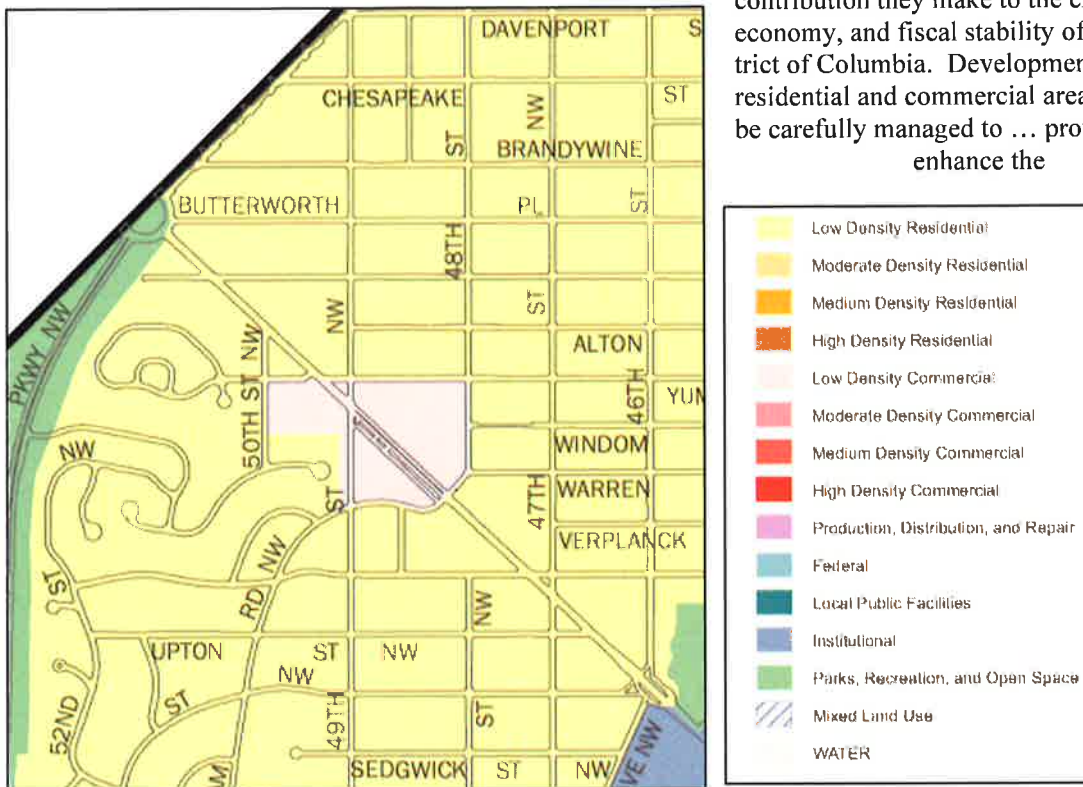 contribution they make to the c
economy, and fiscal stability of
trict of Columbia. Developmen
residential and commercial area
be carefully managed to … pro
enhance the
DAVENPORT S
CHESAPEAKE ST NW ST
BRANDYWINE
BUTTERWORTH PL ST
48TH
PKWY NW
NW ST
ALTON
50TH ST NW
46TH
YUM
NW
WINDOM
ST
47TH
WARREN
VERPLANCK
ST
RD NW
NW
UPTON ST NW
NW
ST
52ND
49TH
ST
AM
SEDGWICK ST NW
VE NW
Low Density Residential
Moderate Density Residential
Medium Density Residential
High Density Residential
Low Density Commercial
Moderate Density Commercial
Medium Density Commercial
High Density Commercial
Production, Distribution, and Repair
Federal
Local Public Facilities
Institutional
Parks, Recreation, and Open Space
Mixed Land Use
WATER